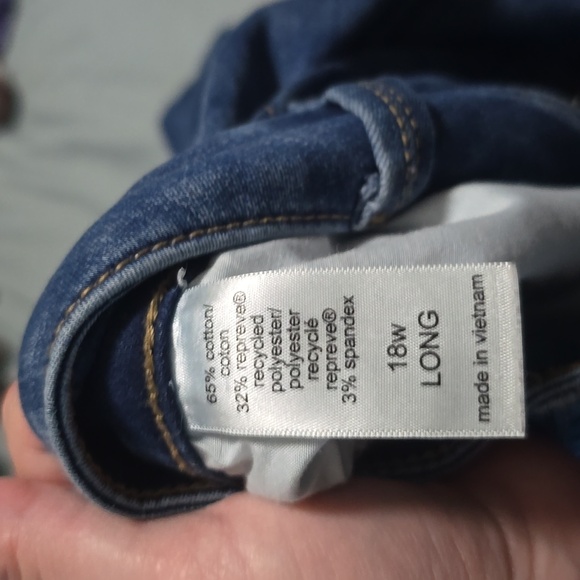 65% cotton/
coton
32% repreve®
recycled
polyester/
polyester
recyclé
repreve®
3% spandex
18w
LONG
made in vietnam